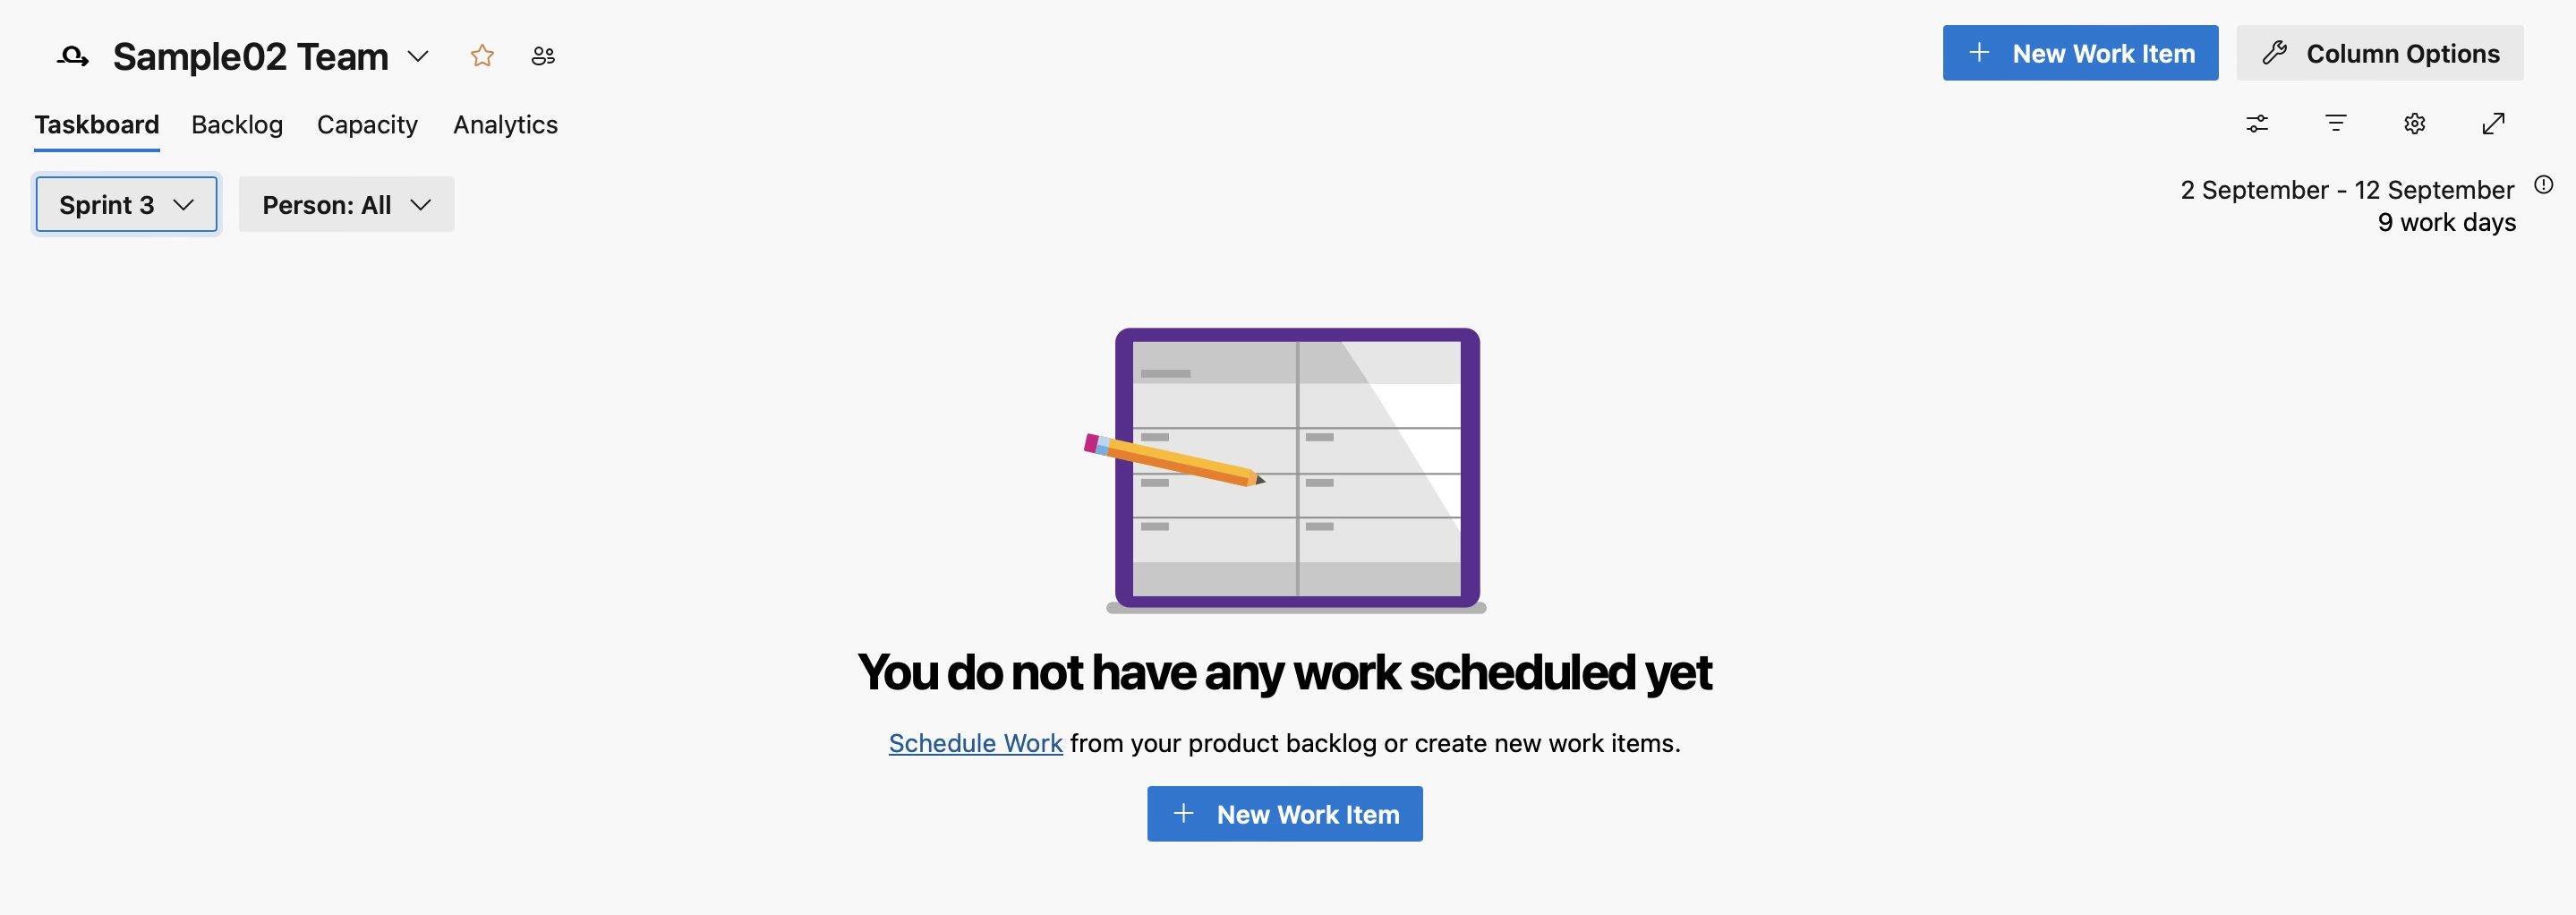 Sample02 Team
New Work Item
Column Options
Taskboard Backlog Capacity Analytics
Sprint 3
Person: All
2 September - 12 September
9 work days
You do not have any work scheduled yet
Schedule Work from your product backlog or create new work items.
New Work Item